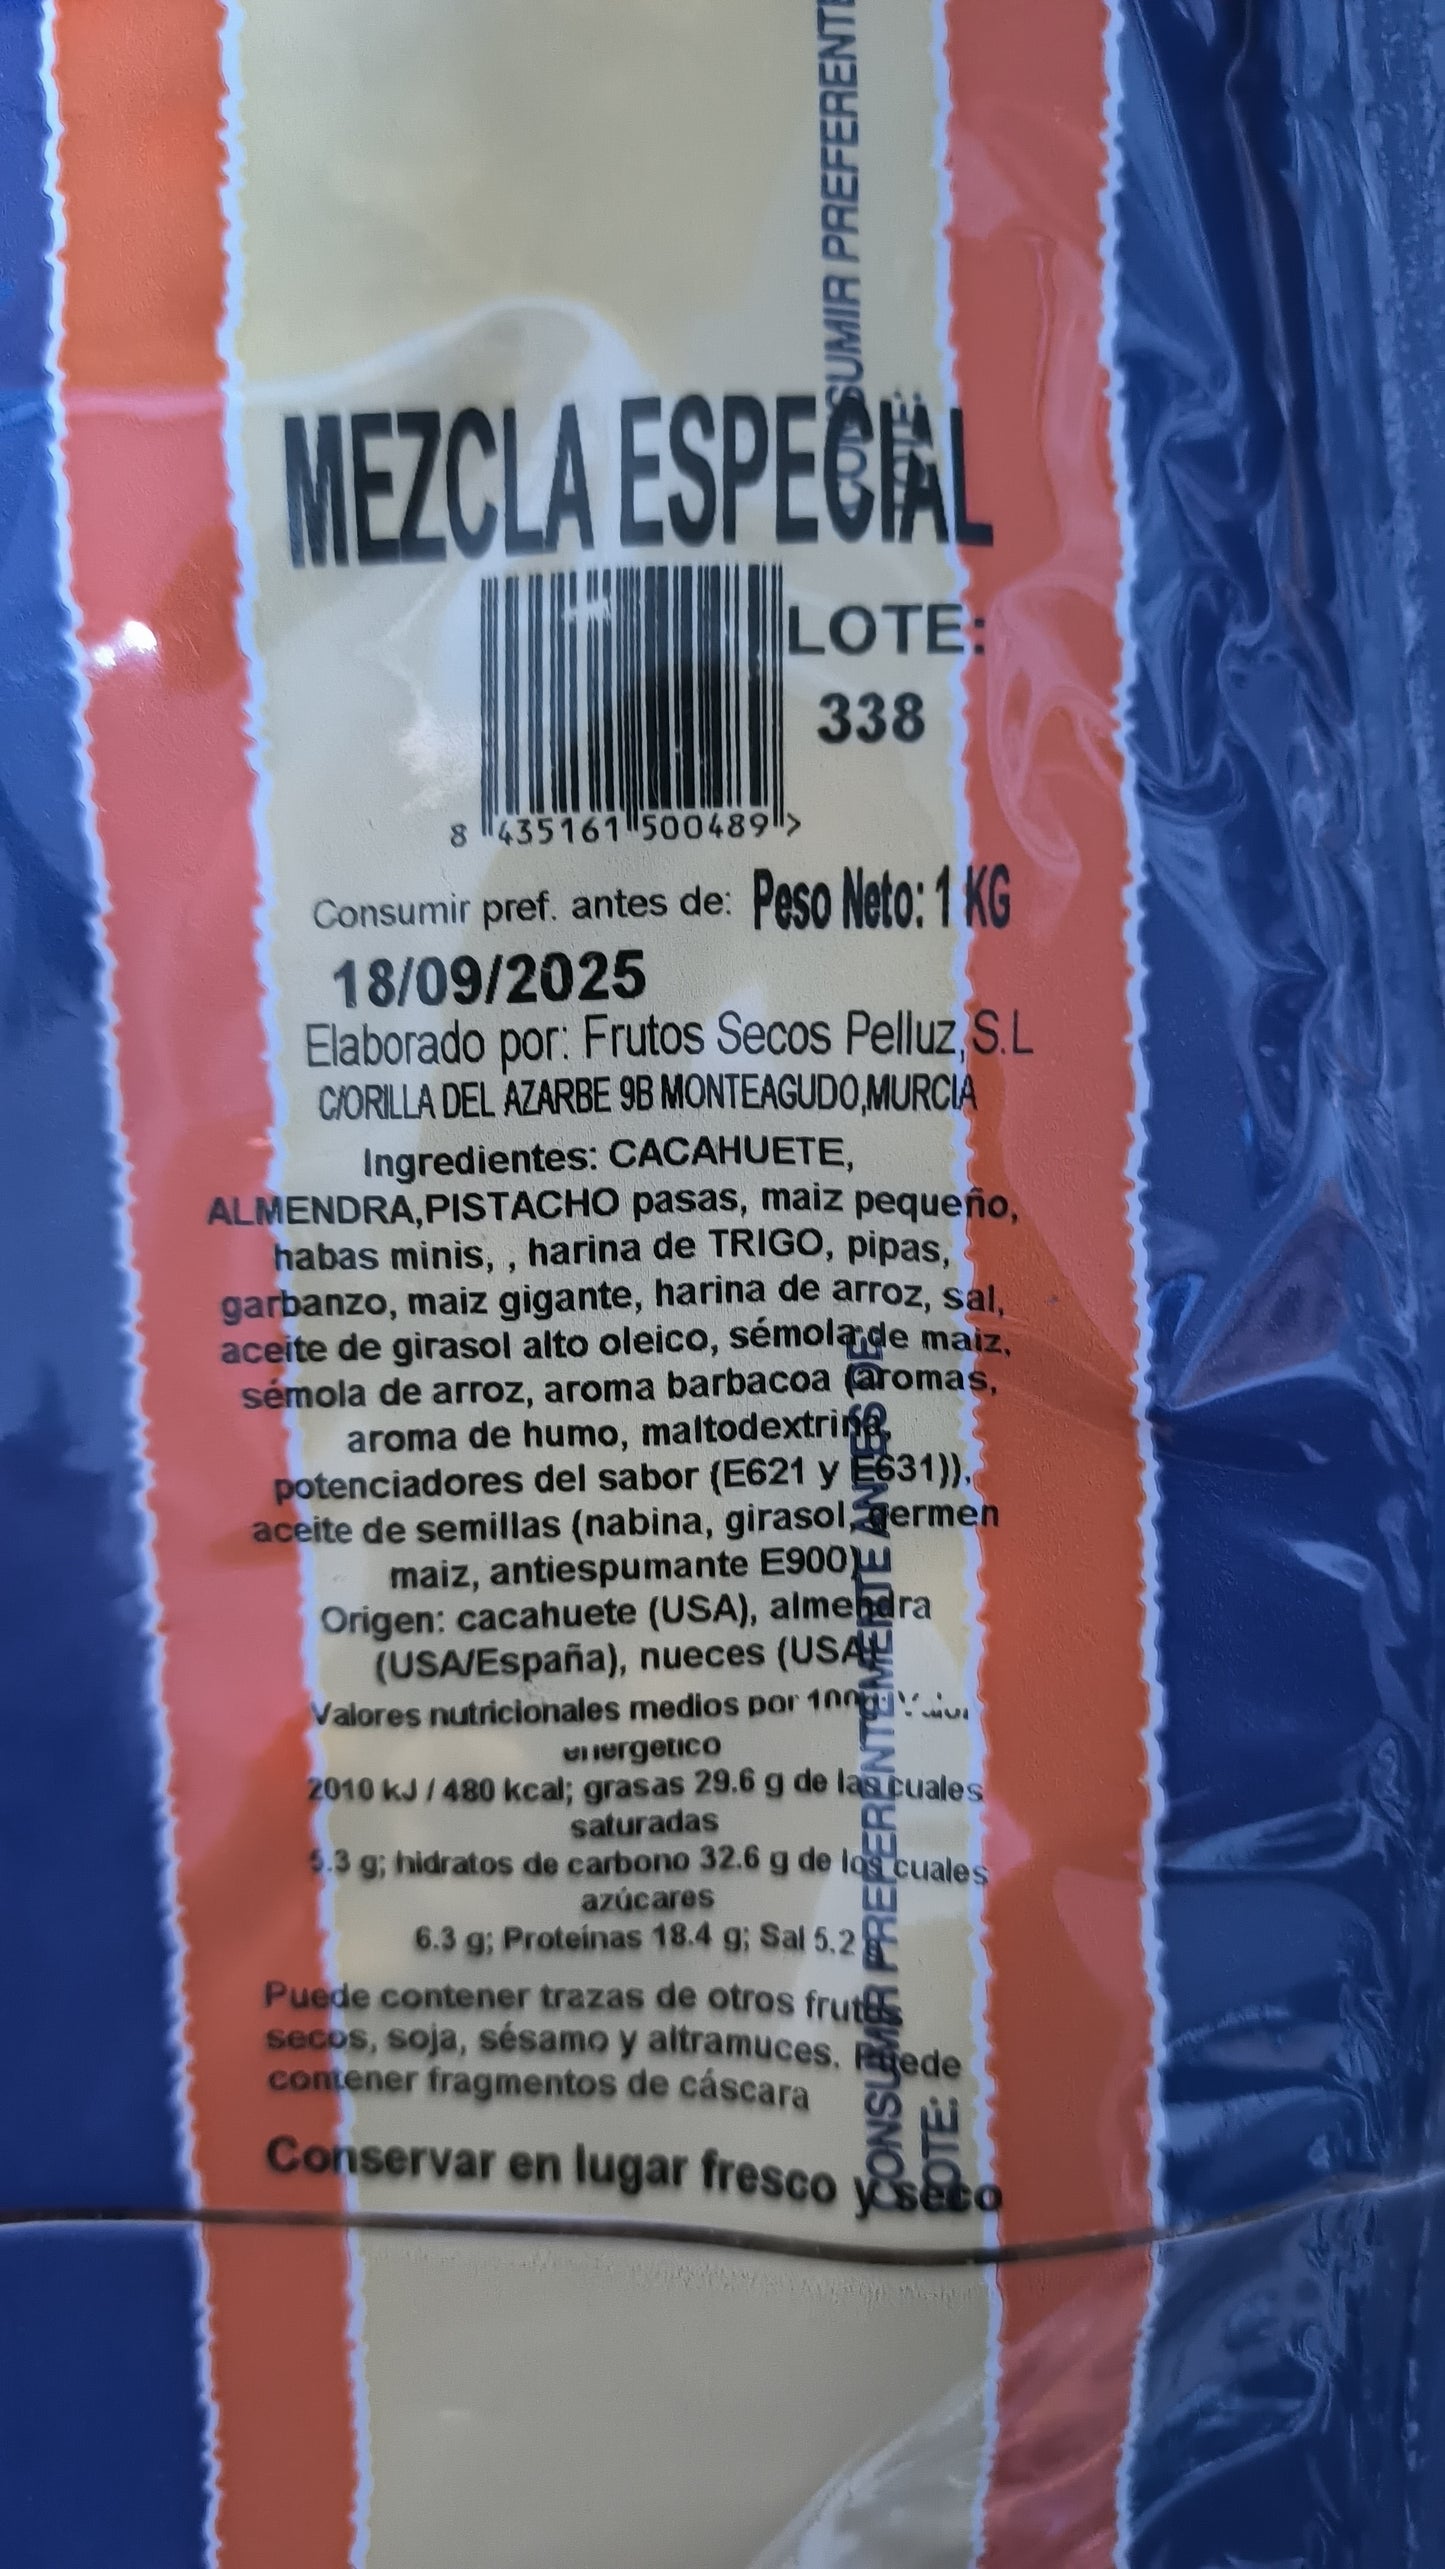 CONSUMIR PREFERENTE
LOTE:
MEZCLA ESPECIAL
LOTE:
338
8 435161 500489 >
Consumir pref. antes de: Peso Neto: 1 KG
18/09/2025
Elaborado por: Frutos Secos Pelluz,S.L
C/ORILLA DEL AZARBE 9B MONTEAGUDO,MURCIA
Ingredientes: CACAHUETE,
ALMENDRA,PISTACHO pasas, maiz pequeño,
habas minis, , harina de TRIGO, pipas,
garbanzo, maiz gigante, harina de arroz, sal,
aceite de girasol alto oleico, sémola de maiz,
sémola de arroz, aroma barbacoa (aromas,
aroma de humo, maltodextrina,
potenciadores del sabor (E621 y E631)),
aceite de semillas (nabina, girasol, germen
maiz, antiespumante E900)
Origen: cacahuete (USA), almendra
(USA/España), nueces (USA)
Valores nutricionales medios por 100g: Valor
energetico
2010 kJ / 480 kcal; grasas 29.6 g de las cuales
saturadas
5.3 g; hidratos de carbono 32.6 g de los cuales
azúcares
6.3 g; Proteínas 18.4 g; Sal 5.2 g
Puede contener trazas de otros frutos
secos, soja, sésamo y altramuces. Puede
contener fragmentos de cáscara
Conservar en lugar fresco y seco
CONSUMIR PREFERENTEMENTE ANTES DE:
LOTE: